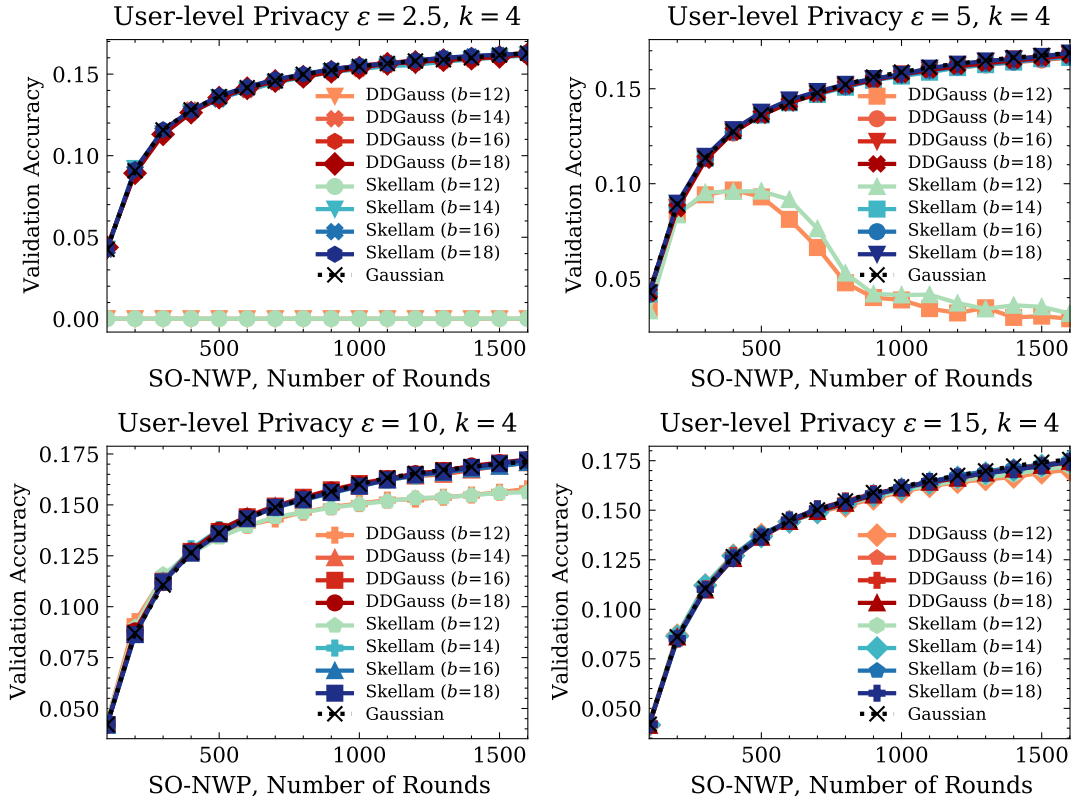 User-level Privacy ε = 2.5, k = 4
Validation Accuracy
0.15
0.10
0.05
0.00
DDGauss (b=12)
DDGauss (b=14)
DDGauss (b=16)
DDGauss (b=18)
Skellam (b=12)
Skellam (b=14)
Skellam (b=16)
Skellam (b=18)
Gaussian
500 1000 1500
SO-NWP, Number of Rounds
User-level Privacy ε = 5, k = 4
Validation Accuracy
0.15
0.10
0.05
DDGauss (b=12)
DDGauss (b=14)
DDGauss (b=16)
DDGauss (b=18)
Skellam (b=12)
Skellam (b=14)
Skellam (b=16)
Skellam (b=18)
Gaussian
500 1000 1500
SO-NWP, Number of Rounds
User-level Privacy ε = 10, k = 4
Validation Accuracy
0.175
0.150
0.125
0.100
0.075
0.050
DDGauss (b=12)
DDGauss (b=14)
DDGauss (b=16)
DDGauss (b=18)
Skellam (b=12)
Skellam (b=14)
Skellam (b=16)
Skellam (b=18)
Gaussian
500 1000 1500
SO-NWP, Number of Rounds
User-level Privacy ε = 15, k = 4
Validation Accuracy
0.175
0.150
0.125
0.100
0.075
0.050
DDGauss (b=12)
DDGauss (b=14)
DDGauss (b=16)
DDGauss (b=18)
Skellam (b=12)
Skellam (b=14)
Skellam (b=16)
Skellam (b=18)
Gaussian
500 1000 1500
SO-NWP, Number of Rounds